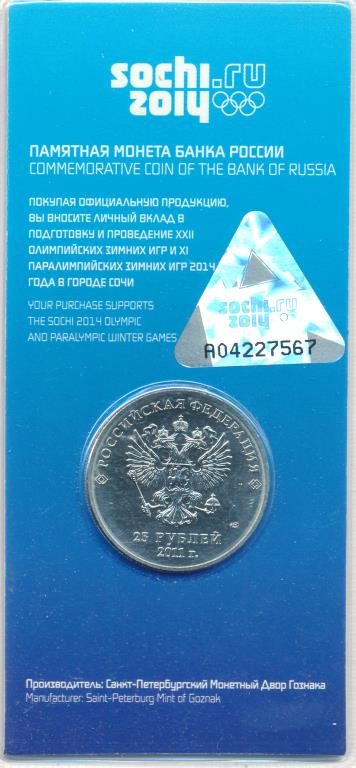 sochi.ru
2014
ПАМЯТНАЯ МОНЕТА БАНКА РОССИИ
COMMEMORATIVE COIN OF THE BANK OF RUSSIA
ПОКУПАЯ ОФИЦИАЛЬНУЮ ПРОДУКЦИЮ,
ВЫ ВНОСИТЕ ЛИЧНЫЙ ВКЛАД В
ПОДГОТОВКУ И ПРОВЕДЕНИЕ XXII
ОЛИМПИЙСКИХ ЗИМНИХ ИГР И XI
ПАРАЛИМПИЙСКИХ ЗИМНИХ ИГР 2014
ГОДА В ГОРОДЕ СОЧИ
YOUR PURCHASE SUPPORTS
THE SOCHI 2014 OLYMPIC
AND PARALYMPIC WINTER GAMES
sochi.ru
2014
A04227567
РОССИЙСКАЯ ФЕДЕРАЦИЯ
25 РУБЛЕЙ
2011 г.
Производитель: Санкт-Петербургский Монетный Двор Гознака
Manufacturer: Saint-Peterburg Mint of Goznak